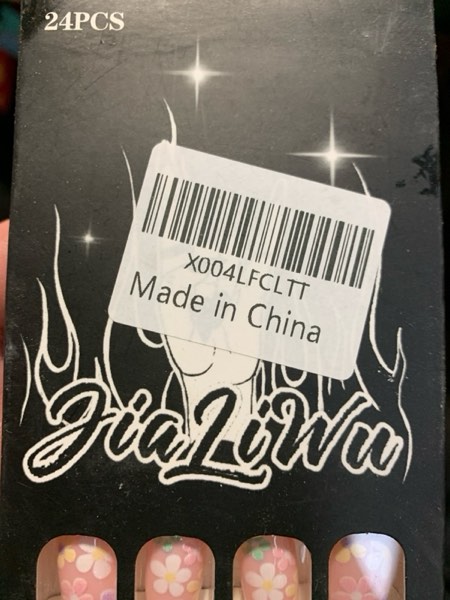 24PCS
X004LFCLTT
Made in China
JiaLiWu